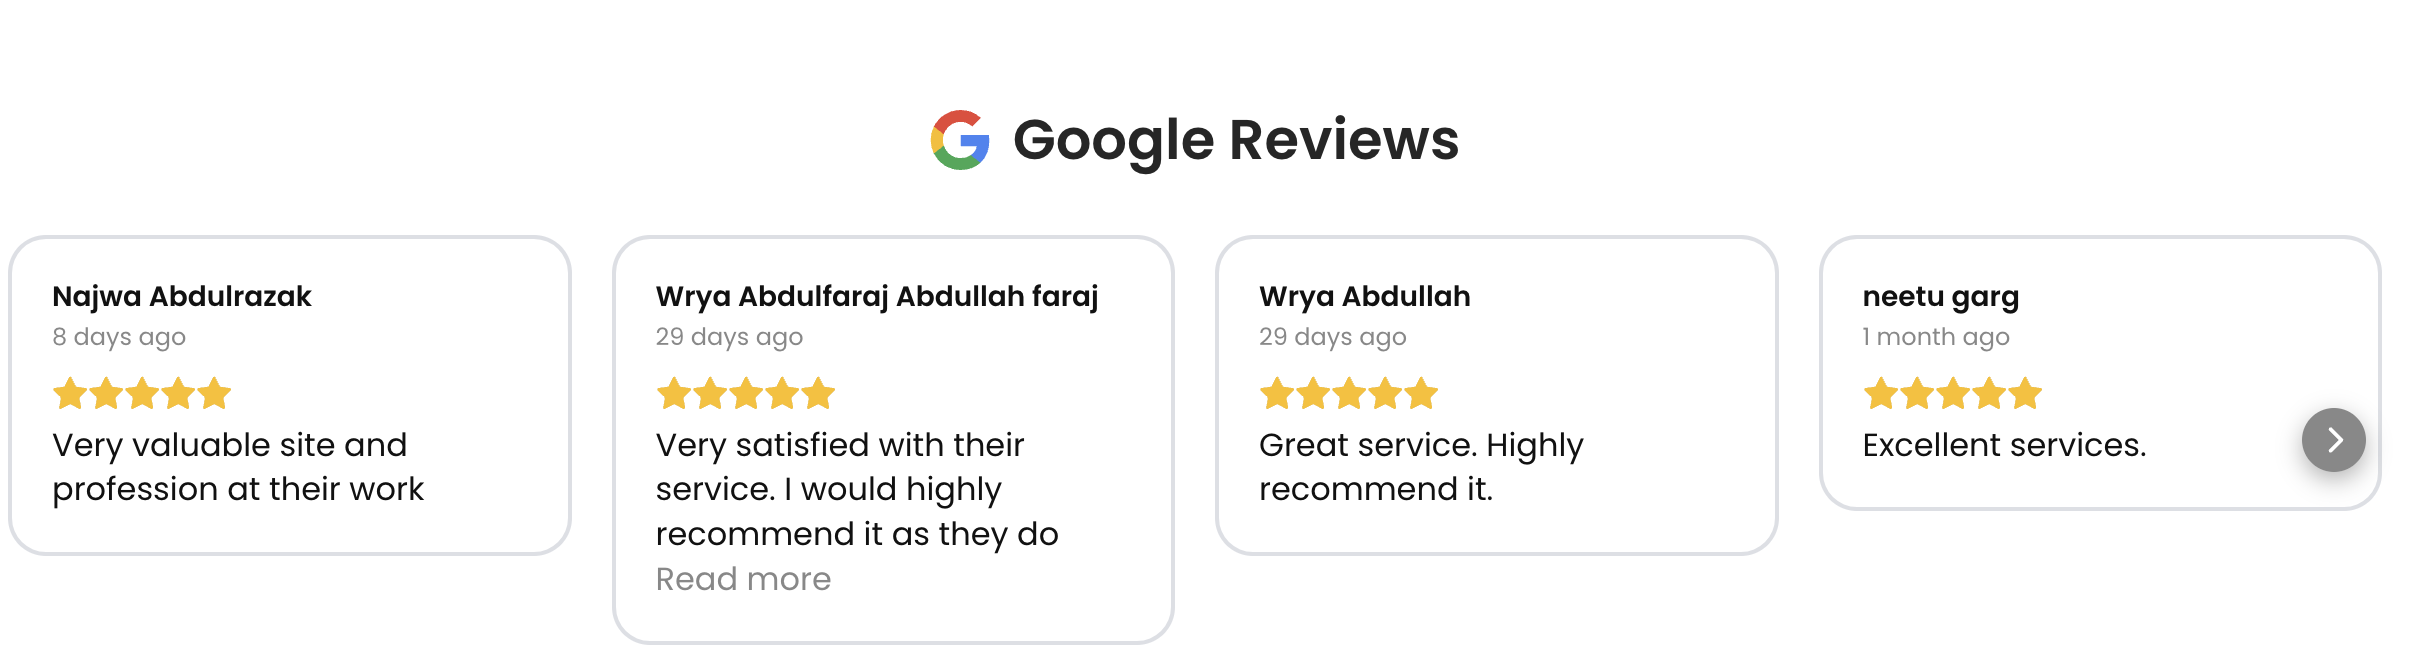 Google Reviews
Najwa Abdulrazak
8 days ago
Very valuable site and
profession at their work
Wrya Abdulfaraj Abdullah faraj
29 days ago
Very satisfied with their
service. I would highly
recommend it as they do
Read more
Wrya Abdullah
29 days ago
Great service. Highly
recommend it.
neetu garg
1 month ago
Excellent services.